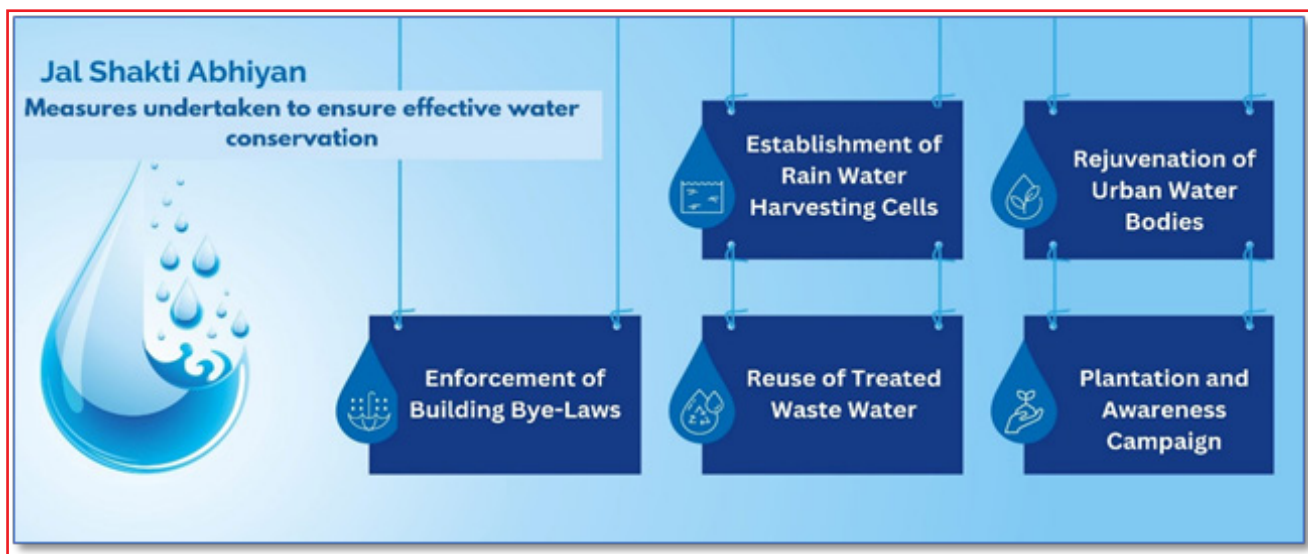 Jal Shakti Abhiyan
Measures undertaken to ensure effective water
conservation
Establishment of
Rain Water
Harvesting Cells
Rejuvenation of
Urban Water
Bodies
Enforcement of
Building Bye-Laws
Reuse of Treated
Waste Water
Plantation and
Awareness
Campaign